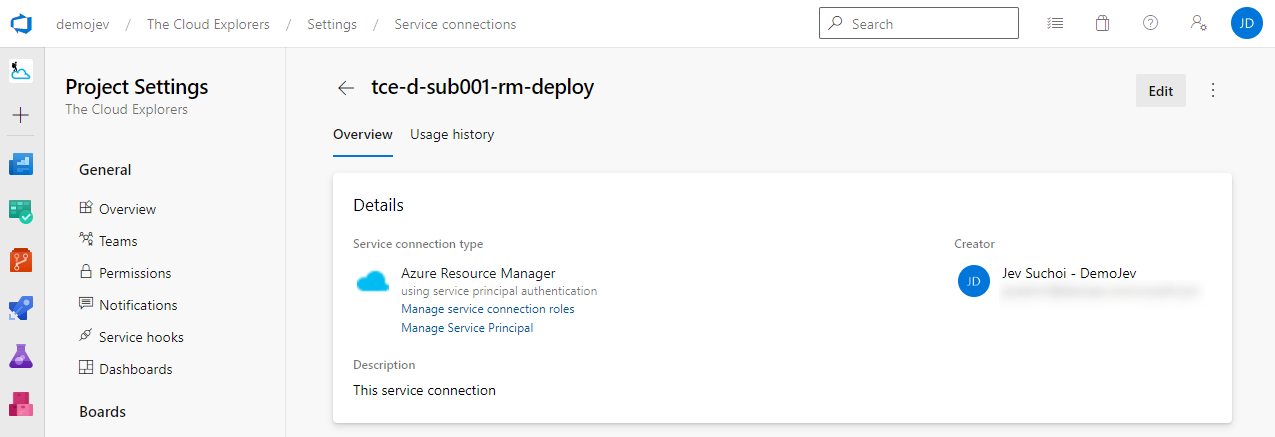 demojev / The Cloud Explorers / Settings / Service connections
Search
JD
Project Settings
The Cloud Explorers
General
Overview
Teams
Permissions
Notifications
Service hooks
Dashboards
Boards
tce-d-sub001-rm-deploy
Edit
Overview Usage history
Details
Service connection type
Azure Resource Manager
using service principal authentication
Manage service connection roles
Manage Service Principal
Creator
JD
Jev Suchoi - DemoJev
Description
This service connection